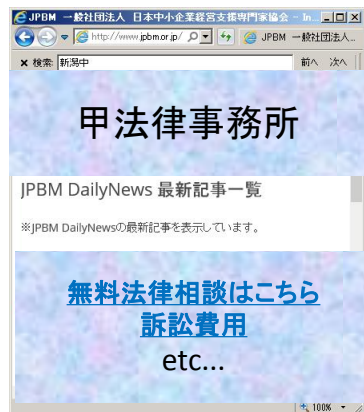 JPBM 一般社団法人 日本中小企業経営支援専門家協会 - In...
http://www.jpbm.or.jp/
JPBM 一般社団法人...
× 検索: 新潟中
前へ 次へ
甲法律事務所
JPBM DailyNews 最新記事一覧
※JPBM DailyNewsの最新記事を表示しています。
無料法律相談はこちら
訴訟費用
etc...
100%